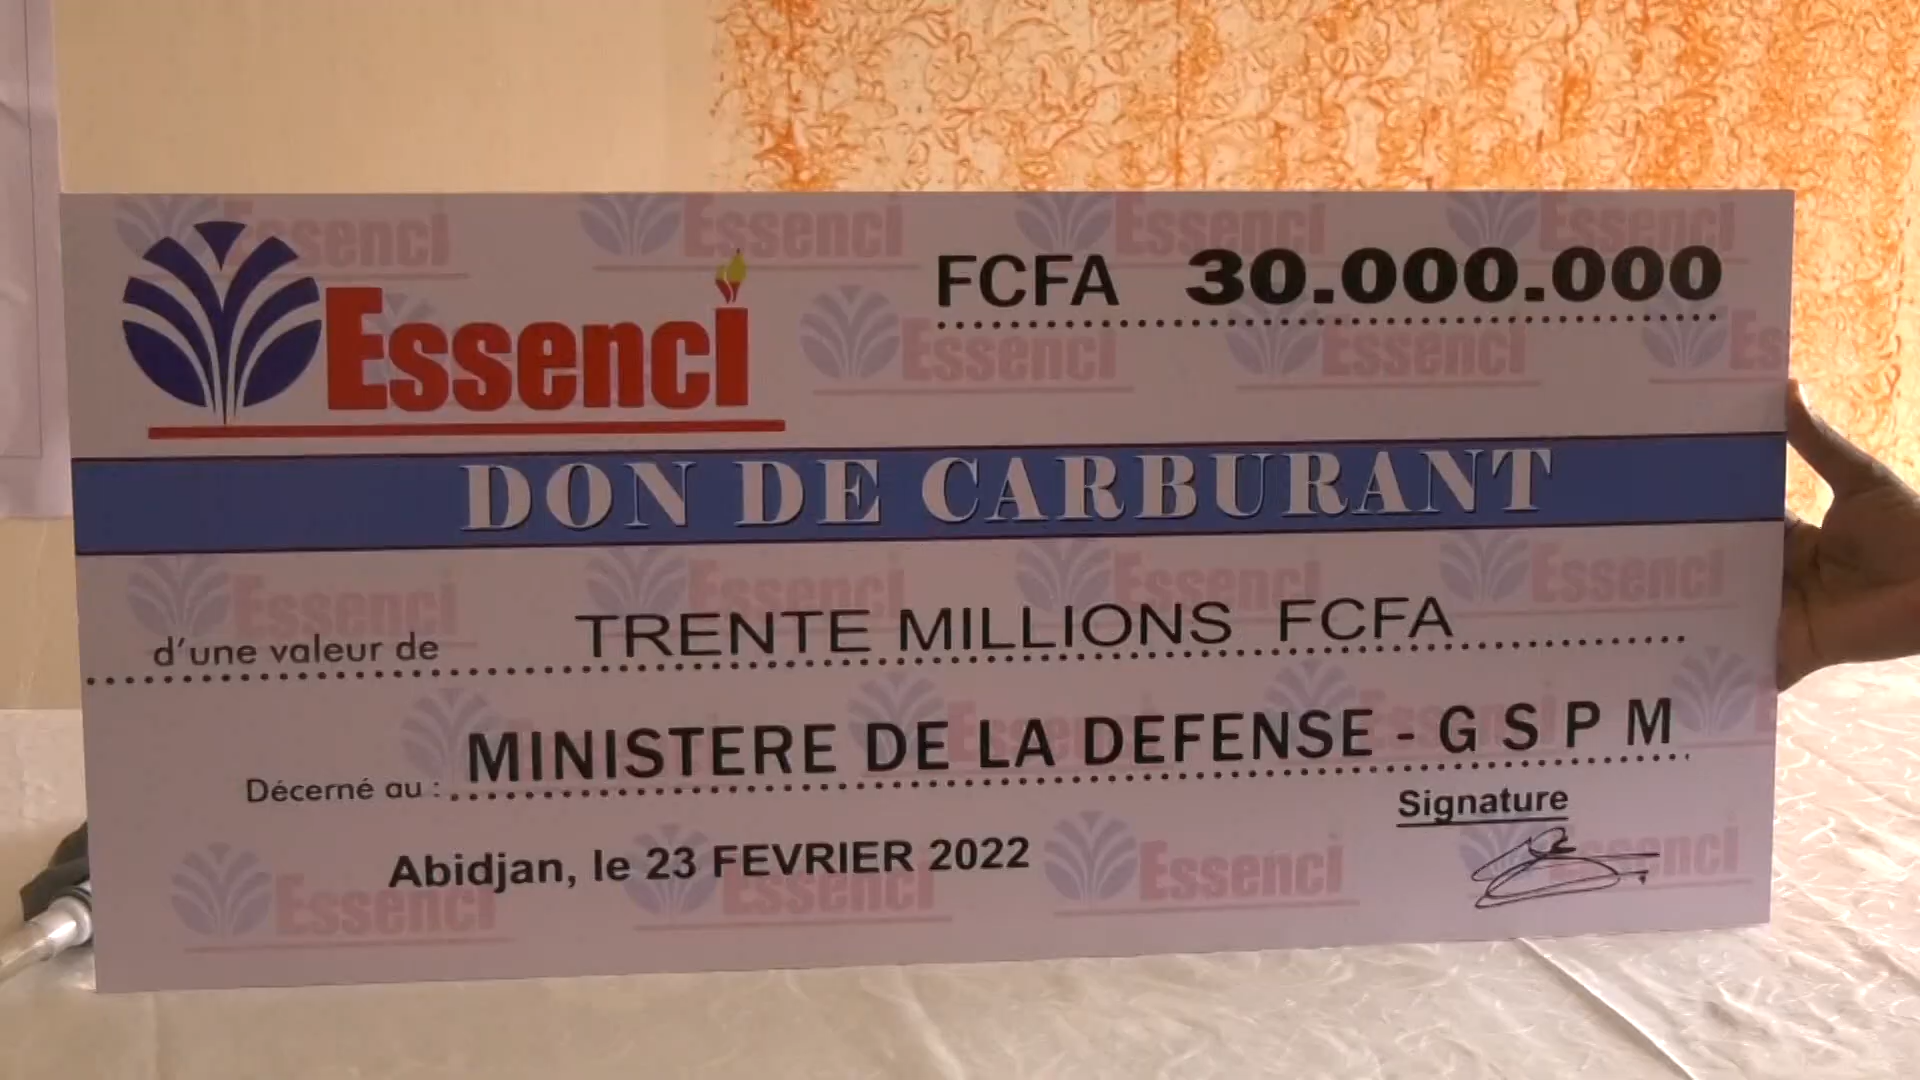 Essenci
FCFA 30.000.000
DON DE CARBURANT
d'une valeur de TRENTE MILLIONS FCFA
Décerné au : MINISTERE DE LA DEFENSE - G S P M
Signature
Abidjan, le 23 FEVRIER 2022